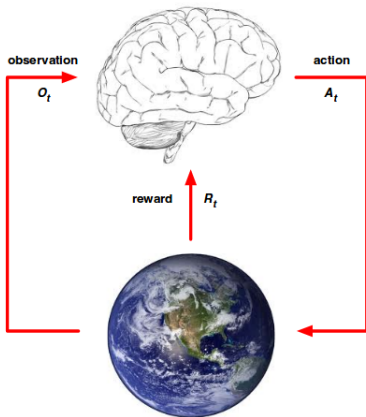 observation
O_t
action
A_t
reward
R_t